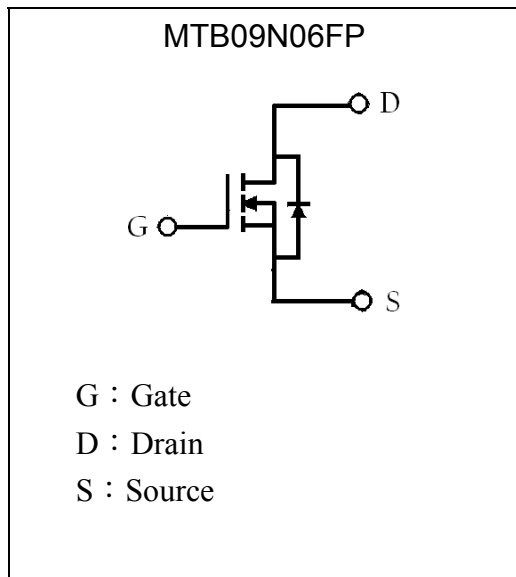 MTB09N06FP
D
G
S
G：Gate
D：Drain
S：Source